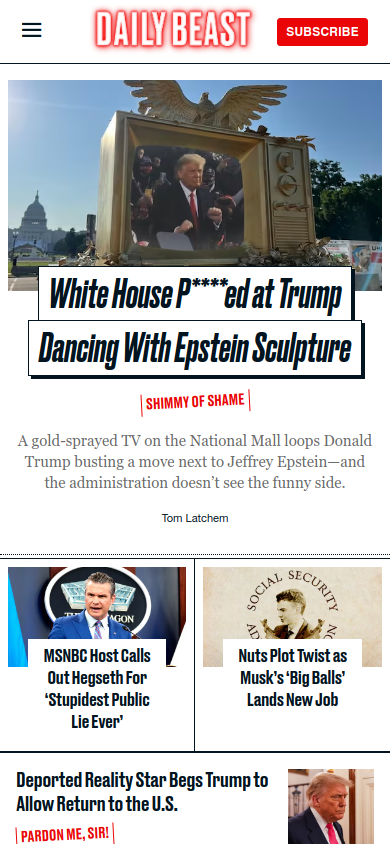 DAILY BEAST
SUBSCRIBE
White House P****ed at Trump
Dancing With Epstein Sculpture
SHIMMY OF SHAME
A gold-sprayed TV on the National Mall loops Donald
Trump busting a move next to Jeffrey Epstein—and
the administration doesn’t see the funny side.
Tom Latchem
MSNBC Host Calls
Out Hegseth For
‘Stupidest Public
Lie Ever’
SOCIAL SECURITY
Nuts Plot Twist as
Musk’s ‘Big Balls’
Lands New Job
Deported Reality Star Begs Trump to
Allow Return to the U.S.
PARDON ME, SIR!